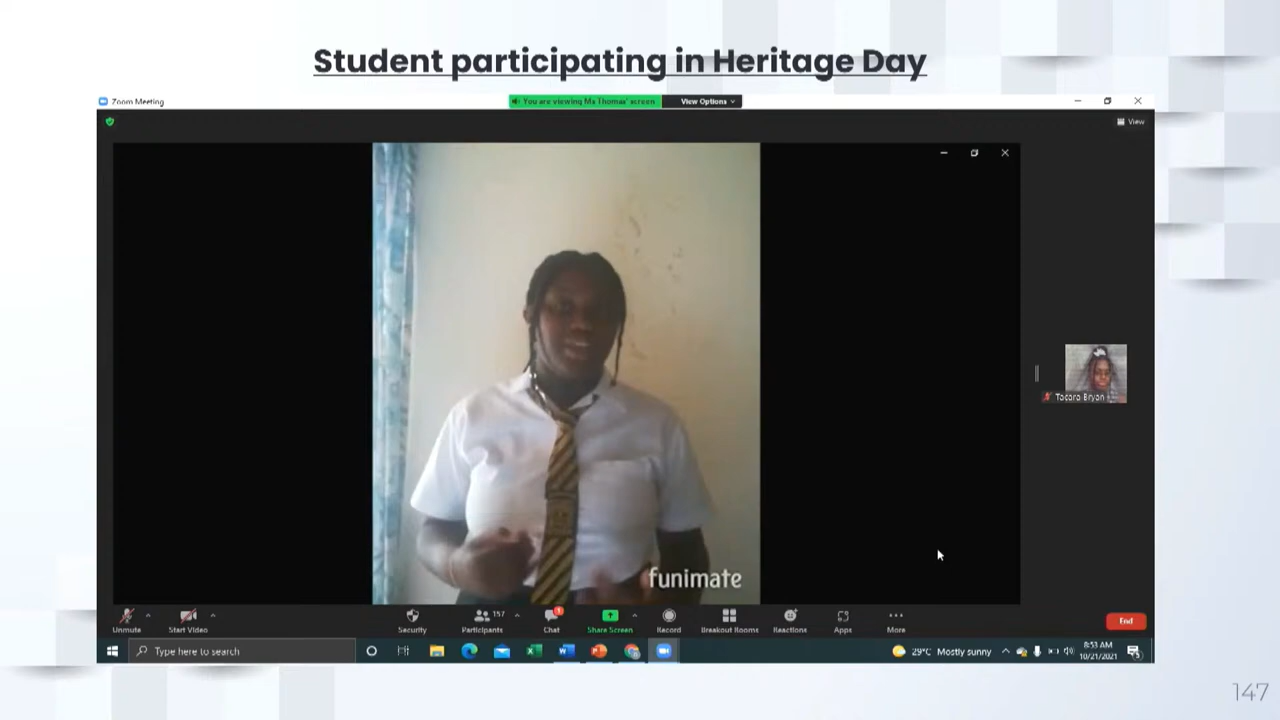 Student participating in Heritage Day
Zoom Meeting
You are viewing Ms Thomas' screen
View Options
View
Tacara Bryan
funimate
Unmute
Start Video
Security
Participants
157
Chat
1
Share Screen
Record
Breakout Rooms
Reactions
Apps
More
End
Type here to search
29°C Mostly sunny
8:53 AM
10/21/2021
147